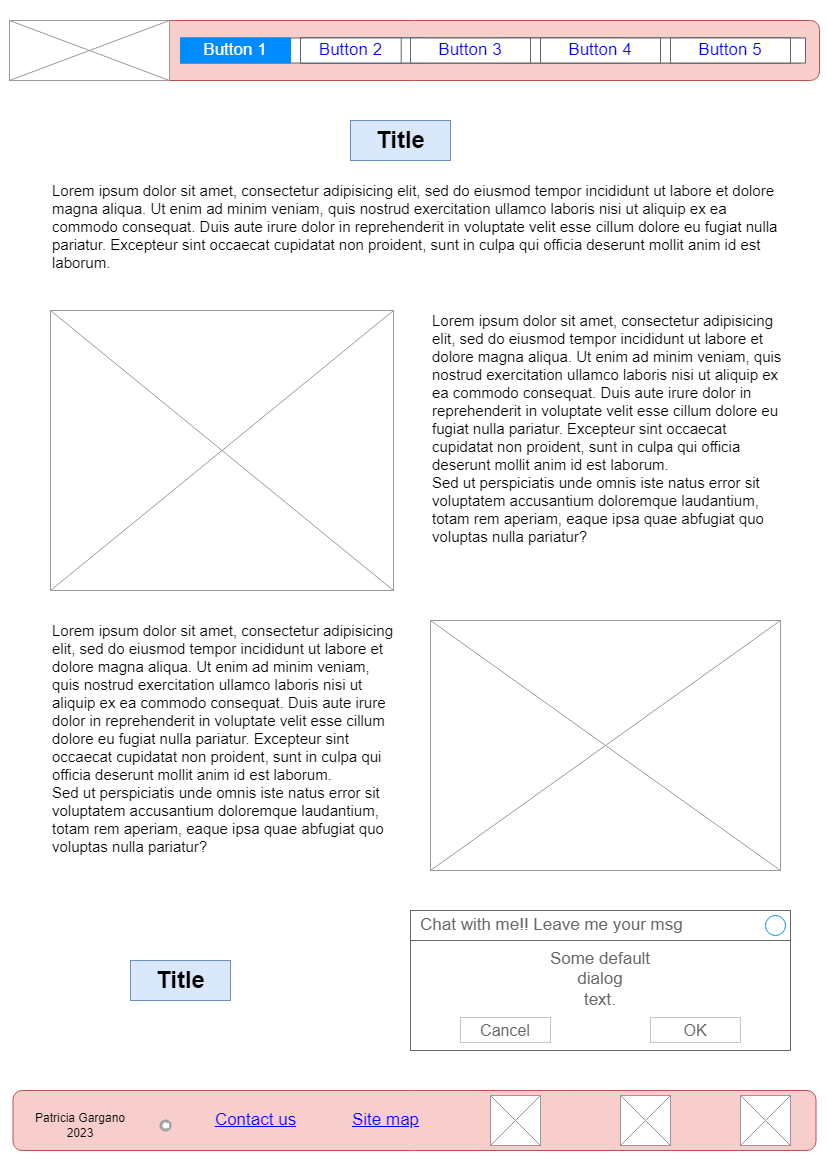 Button 1 Button 2 Button 3 Button 4 Button 5
Title
Lorem ipsum dolor sit amet, consectetur adipisicing elit, sed do eiusmod tempor incididunt ut labore et dolore
magna aliqua. Ut enim ad minim veniam, quis nostrud exercitation ullamco laboris nisi ut aliquip ex ea
commodo consequat. Duis aute irure dolor in reprehenderit in voluptate velit esse cillum dolore eu fugiat nulla
pariatur. Excepteur sint occaecat cupidatat non proident, sunt in culpa qui officia deserunt mollit anim id est
laborum.
Lorem ipsum dolor sit amet, consectetur adipisicing
elit, sed do eiusmod tempor incididunt ut labore et
dolore magna aliqua. Ut enim ad minim veniam, quis
nostrud exercitation ullamco laboris nisi ut aliquip ex
ea commodo consequat. Duis aute irure dolor in
reprehenderit in voluptate velit esse cillum dolore eu
fugiat nulla pariatur. Excepteur sint occaecat
cupidatat non proident, sunt in culpa qui officia
deserunt mollit anim id est laborum.
Sed ut perspiciatis unde omnis iste natus error sit
voluptatem accusantium doloremque laudantium,
totam rem aperiam, eaque ipsa quae abfugiat quo
voluptas nulla pariatur?
Lorem ipsum dolor sit amet, consectetur adipisicing
elit, sed do eiusmod tempor incididunt ut labore et
dolore magna aliqua. Ut enim ad minim veniam,
quis nostrud exercitation ullamco laboris nisi ut
aliquip ex ea commodo consequat. Duis aute irure
dolor in reprehenderit in voluptate velit esse cillum
dolore eu fugiat nulla pariatur. Excepteur sint
occaecat cupidatat non proident, sunt in culpa qui
officia deserunt mollit anim id est laborum.
Sed ut perspiciatis unde omnis iste natus error sit
voluptatem accusantium doloremque laudantium,
totam rem aperiam, eaque ipsa quae abfugiat quo
voluptas nulla pariatur?
Title
Chat with me!! Leave me your msg
Some default
dialog
text.
Cancel OK
Patricia Gargano
2023
Contact us Site map